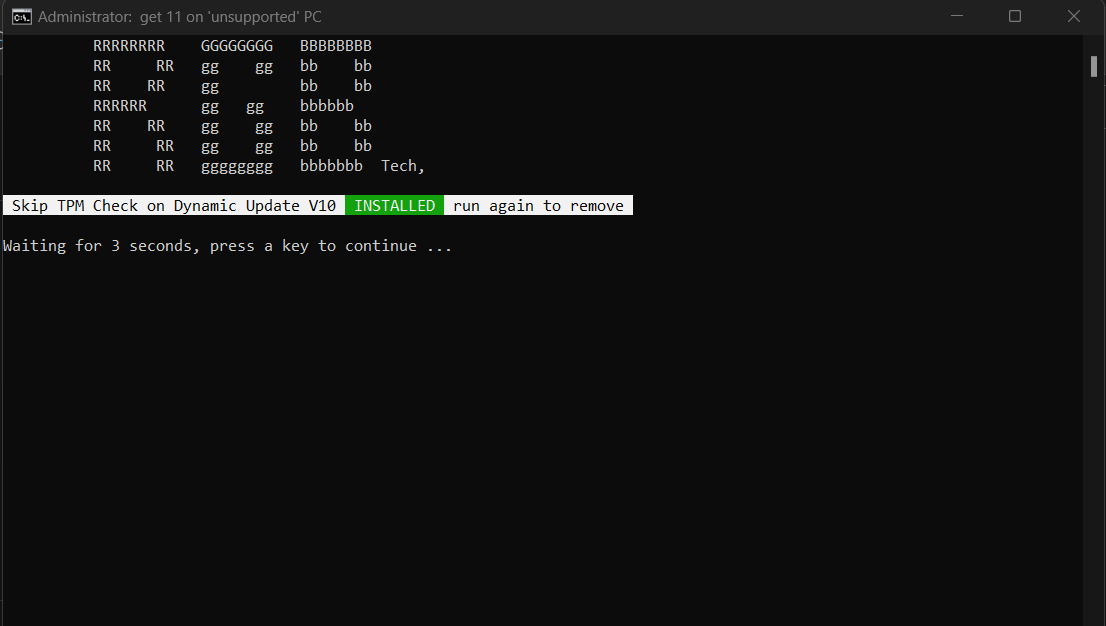 Administrator:  get 11 on 'unsupported' PC
RRRRRRRR    GGGGGGGG   BBBBBBBB
RR     RR   gg    gg   bb    bb
RR    RR    gg         bb    bb
RRRRRR      gg   gg    bbbbbb
RR    RR    gg    gg   bb    bb
RR     RR   gg    gg   bb    bb
RR     RR   gggggggg   bbbbbbb  Tech,
Skip TPM Check on Dynamic Update V10  INSTALLED  run again to remove
Waiting for 3 seconds, press a key to continue ...